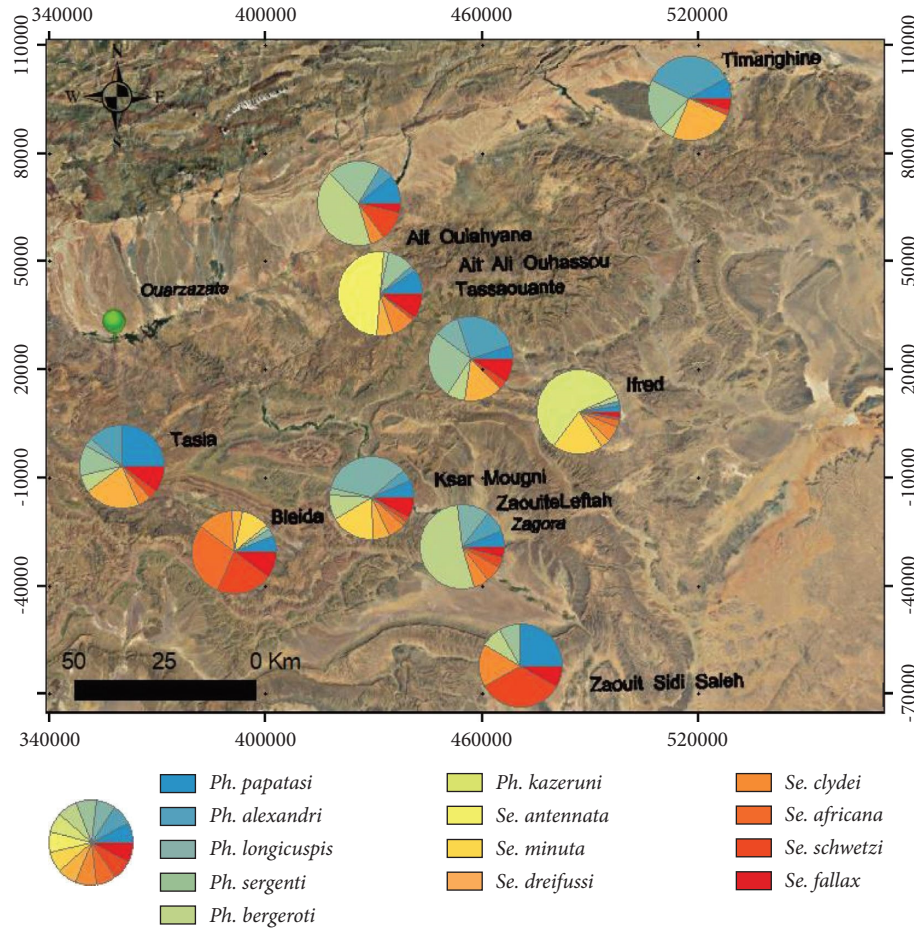 340000 400000 460000 520000
110000
80000
50000
20000
-10000
-40000
-70000
N
W E
Timarighine
110000
80000
50000
20000
-10000
-40000
-70000
Ait Oulahyane
Ait Ali Ouhassou
Tassaouante
Ouarzazate
Ifred
Tasla
Ksar Mougni
ZaouiteLeftah
Zagora
Bleida
Zaouit Sidi Saleh
50 25 0 Km
340000 400000 460000 520000
Ph. papatasi
Ph. alexandri
Ph. longicuspis
Ph. sergenti
Ph. bergeroti
Ph. kazeruni
Se. antennata
Se. minuta
Se. dreifussi
Se. clydei
Se. africana
Se. schwetzi
Se. fallax